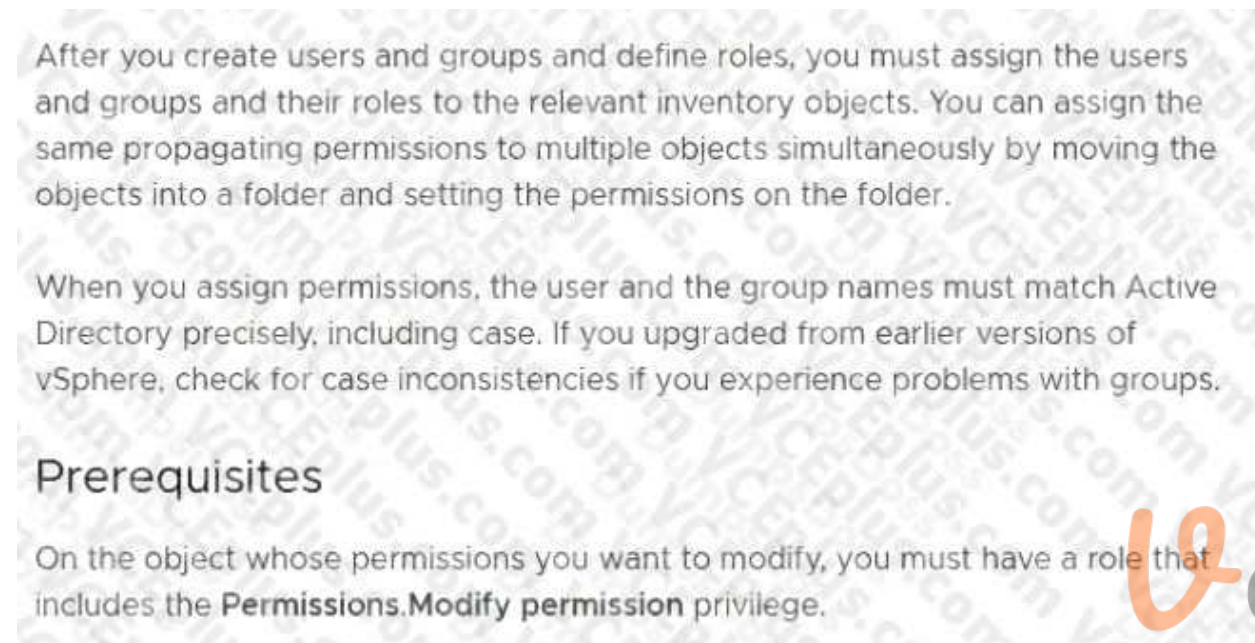 After you create users and groups and define roles, you must assign the users
and groups and their roles to the relevant inventory objects. You can assign the
same propagating permissions to multiple objects simultaneously by moving the
objects into a folder and setting the permissions on the folder.
When you assign permissions, the user and the group names must match Active
Directory precisely, including case. If you upgraded from earlier versions of
vSphere, check for case inconsistencies if you experience problems with groups.
Prerequisites
On the object whose permissions you want to modify, you must have a role that
includes the Permissions.Modify permission privilege.